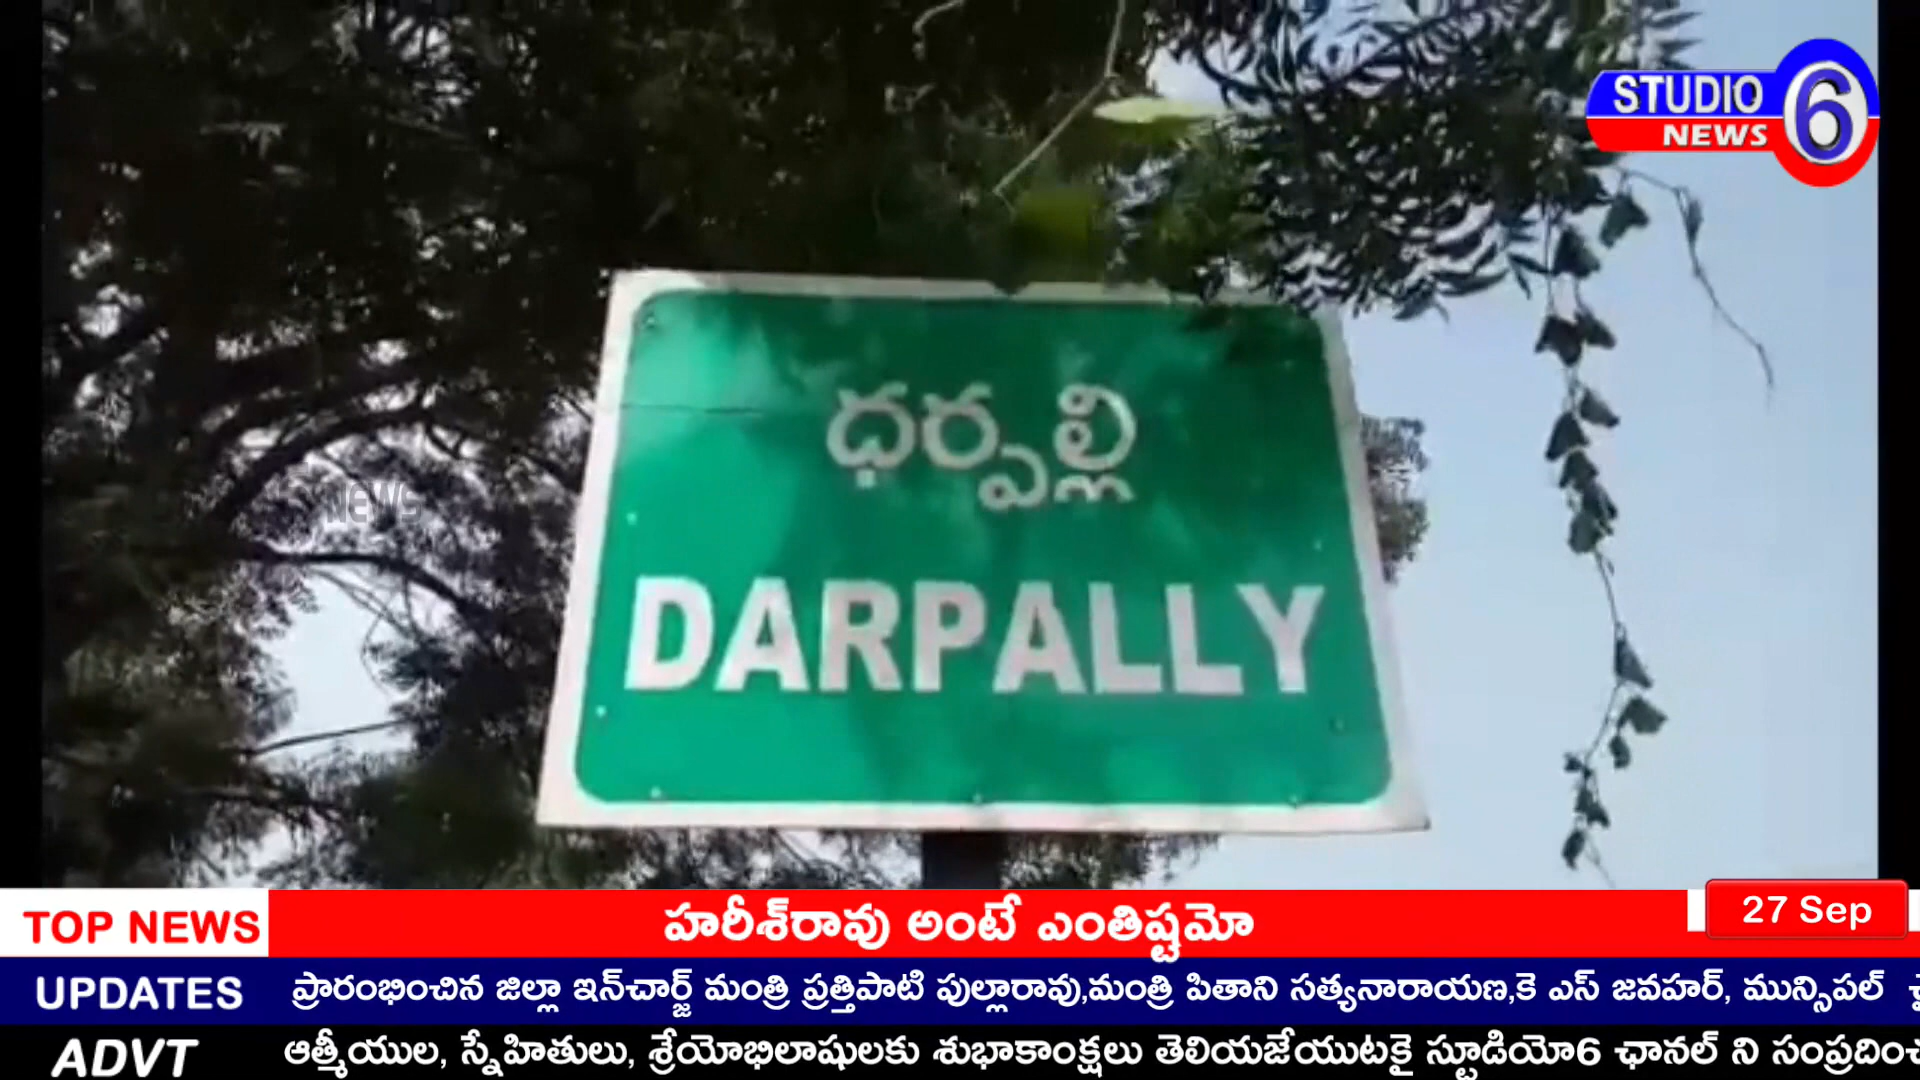 STUDIO 6
NEWS
ధర్పల్లి
NEWS
DARPALLY
TOP NEWS
హరీశ్‌రావు అంటే ఎంతిష్టమో
27 Sep
UPDATES
ప్రారంభించిన జిల్లా ఇన్‌చార్జ్ మంత్రి ప్రత్తిపాటి పుల్లారావు,మంత్రి పితాని సత్యనారాయణ,కె ఎస్ జవహర్, మున్సిపల్
ADVT
ఆత్మీయుల, స్నేహితులు, శ్రేయోభిలాషులకు శుభాకాంక్షలు తెలియజేయుటకై స్టూడియో6 ఛానల్ ని